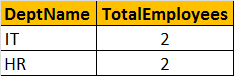 DeptName TotalEmployees
IT 2
HR 2